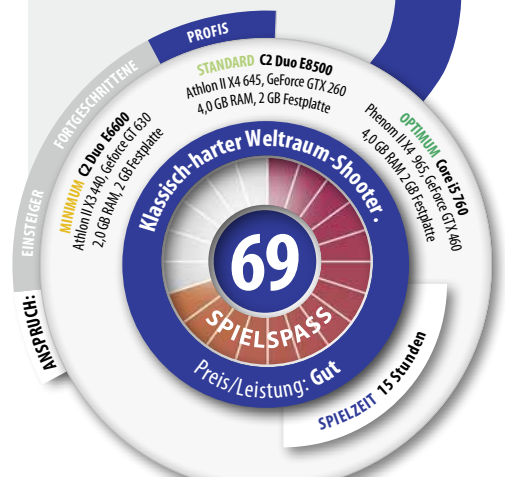 ANSPRUCH:
EINSTEIGER
FORTGESCHRITTENE
PROFIS
MINIMUM C2 Duo E6600
Athlon II X3 440, Geforce GT 630
2,0 GB RAM, 2 GB Festplatte
STANDARD C2 Duo E8500
Athlon II X4 645, GeForce GTX 260
4,0 GB RAM, 2 GB Festplatte
OPTIMUM Core i5 760
Phenom II X4 965, GeForce GTX 460
4,0 GB RAM, 2 GB Festplatte
Klassisch-harter Weltraum-Shooter.
69
SPIELSPASS
Preis/Leistung: Gut
SPIELZEIT 15 Stunden